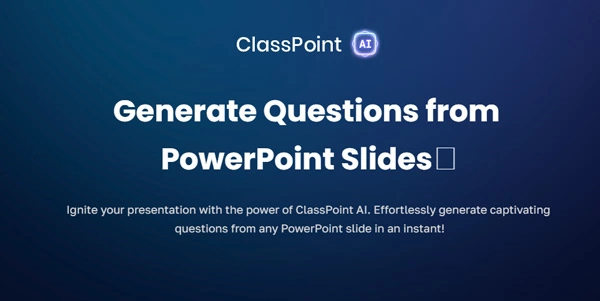 ClassPoint AI
Generate Questions from
PowerPoint Slides
Ignite your presentation with the power of ClassPoint AI. Effortlessly generate captivating
questions from any PowerPoint slide in an instant!